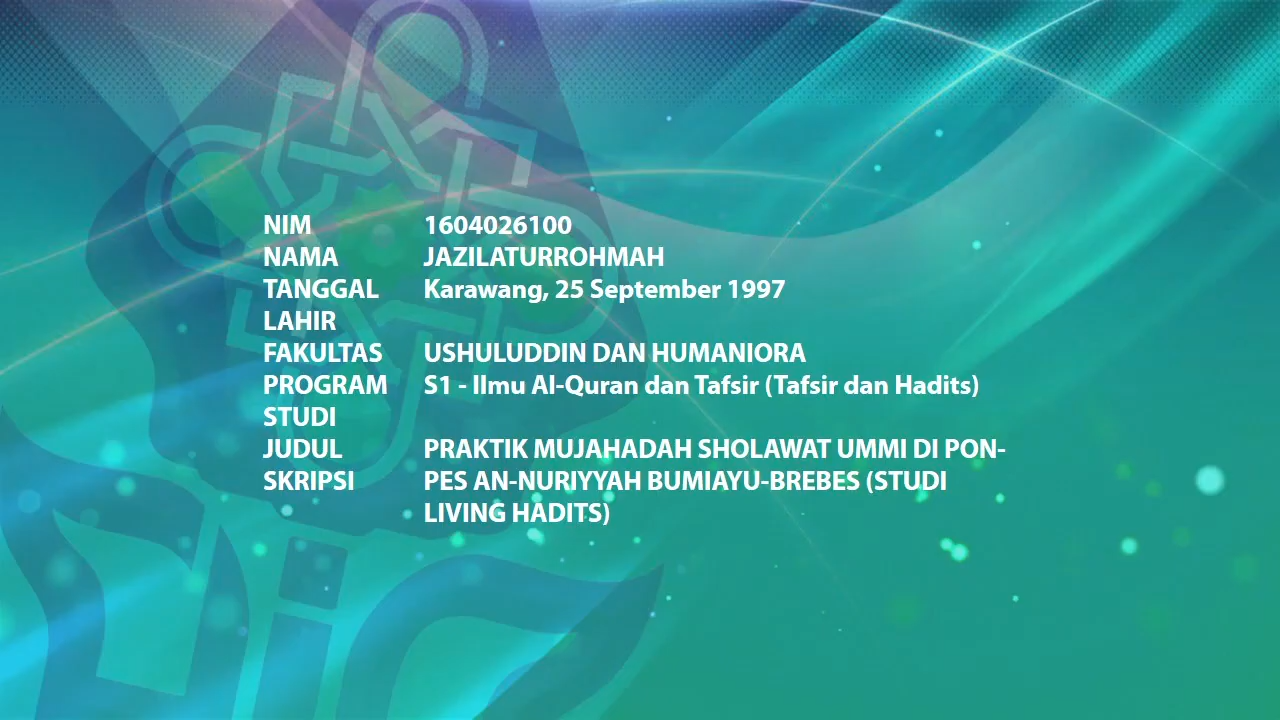 NIM 1604026100
NAMA JAZILATURROHMAH
TANGGAL Karawang, 25 September 1997
LAHIR
FAKULTAS USHULUDDIN DAN HUMANIORA
PROGRAM S1 - Ilmu Al-Quran dan Tafsir (Tafsir dan Hadits)
STUDI
JUDUL PRAKTIK MUJAHADAH SHOLAWAT UMMI DI PON-
SKRIPSI PES AN-NURIYYAH BUMIAYU-BREBES (STUDI
LIVING HADITS)